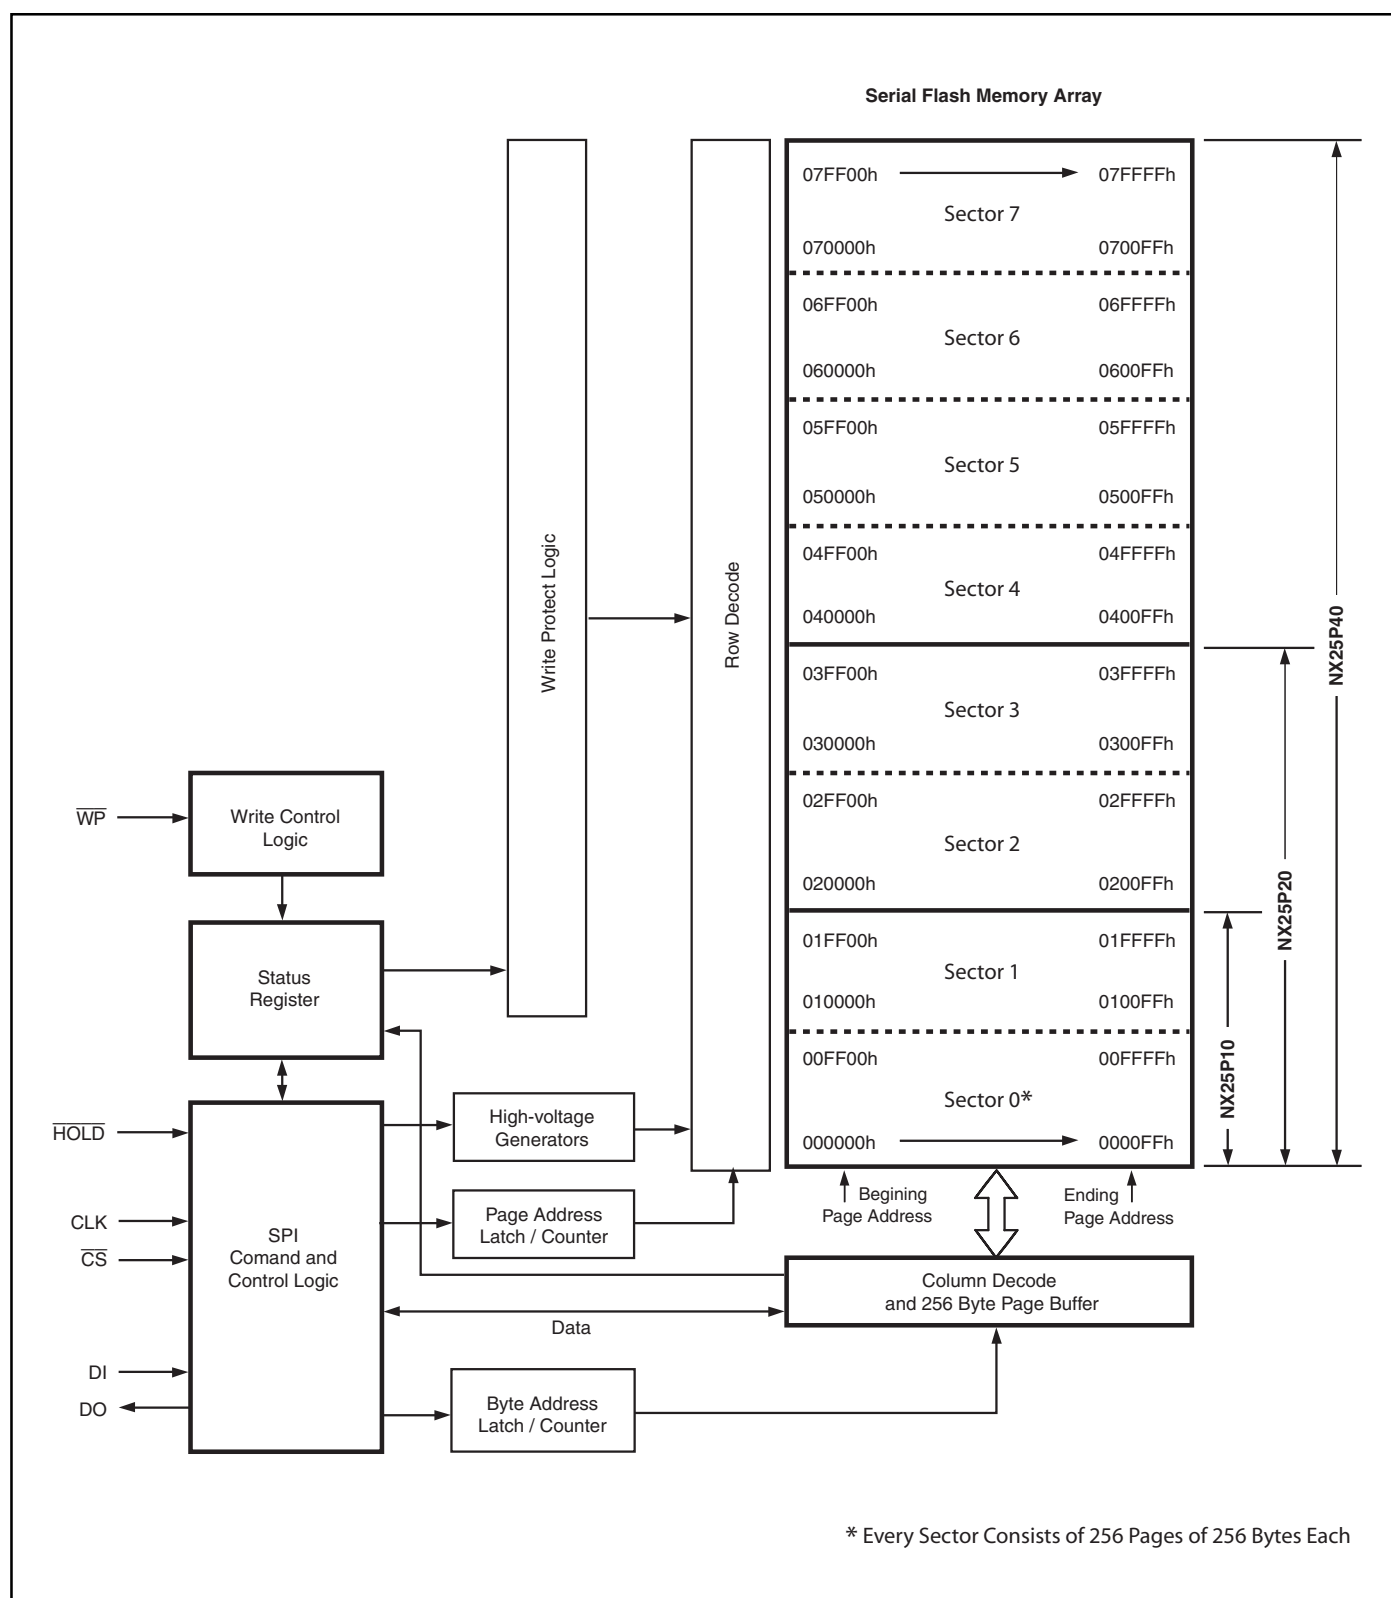 Serial Flash Memory Array
07FF00h 07FFFFh
Sector 7
070000h 0700FFh
06FF00h 06FFFFh
Sector 6
060000h 0600FFh
05FF00h 05FFFFh
Sector 5
050000h 0500FFh
04FF00h 04FFFFh
Sector 4
040000h 0400FFh
03FF00h 03FFFFh
Sector 3
030000h 0300FFh
02FF00h 02FFFFh
Sector 2
020000h 0200FFh
01FF00h 01FFFFh
Sector 1
010000h 0100FFh
00FF00h 00FFFFh
Sector 0*
000000h 0000FFh
NX25P10
NX25P20
NX25P40
Write Protect Logic
Row Decode
WP
Write Control
Logic
Status
Register
HOLD
CLK
CS
DI
DO
SPI
Comand and
Control Logic
High-voltage
Generators
Page Address
Latch / Counter
Begining
Page Address
Ending
Page Address
Column Decode
and 256 Byte Page Buffer
Data
Byte Address
Latch / Counter
* Every Sector Consists of 256 Pages of 256 Bytes Each